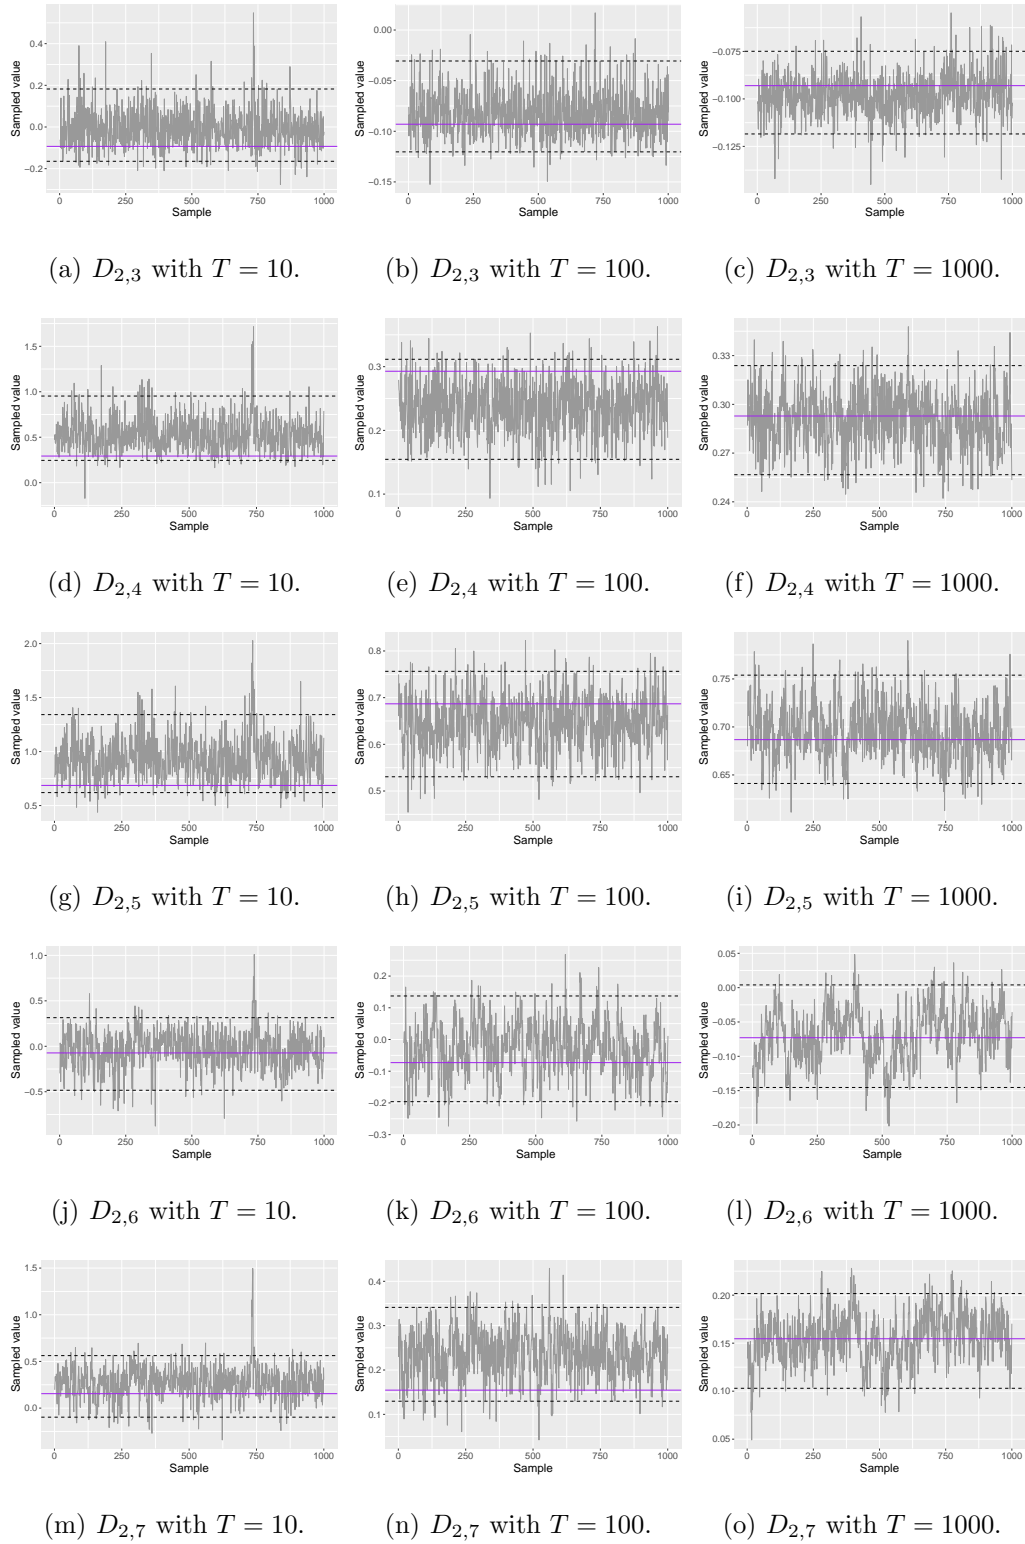 Sampled value
0.4
0.2
0.0
−0.2
0 250 500 750 1000
Sample
(a) D2,3 with T = 10.
Sampled value
0.00
−0.05
−0.10
−0.15
0 250 500 750 1000
Sample
(b) D2,3 with T = 100.
Sampled value
−0.075
−0.100
−0.125
0 250 500 750 1000
Sample
(c) D2,3 with T = 1000.
Sampled value
1.5
1.0
0.5
0.0
0 250 500 750 1000
Sample
(d) D2,4 with T = 10.
Sampled value
0.3
0.2
0.1
0 250 500 750 1000
Sample
(e) D2,4 with T = 100.
Sampled value
0.33
0.30
0.27
0.24
0 250 500 750 1000
Sample
(f) D2,4 with T = 1000.
Sampled value
2.0
1.5
1.0
0.5
0 250 500 750 1000
Sample
(g) D2,5 with T = 10.
Sampled value
0.8
0.7
0.6
0.5
0 250 500 750 1000
Sample
(h) D2,5 with T = 100.
Sampled value
0.75
0.70
0.65
0 250 500 750 1000
Sample
(i) D2,5 with T = 1000.
Sampled value
1.0
0.5
0.0
−0.5
0 250 500 750 1000
Sample
(j) D2,6 with T = 10.
Sampled value
0.2
0.1
0.0
−0.1
−0.2
−0.3
0 250 500 750 1000
Sample
(k) D2,6 with T = 100.
Sampled value
0.05
0.00
−0.05
−0.10
−0.15
−0.20
0 250 500 750 1000
Sample
(l) D2,6 with T = 1000.
Sampled value
1.5
1.0
0.5
0.0
0 250 500 750 1000
Sample
(m) D2,7 with T = 10.
Sampled value
0.4
0.3
0.2
0.1
0 250 500 750 1000
Sample
(n) D2,7 with T = 100.
Sampled value
0.20
0.15
0.10
0.05
0 250 500 750 1000
Sample
(o) D2,7 with T = 1000.